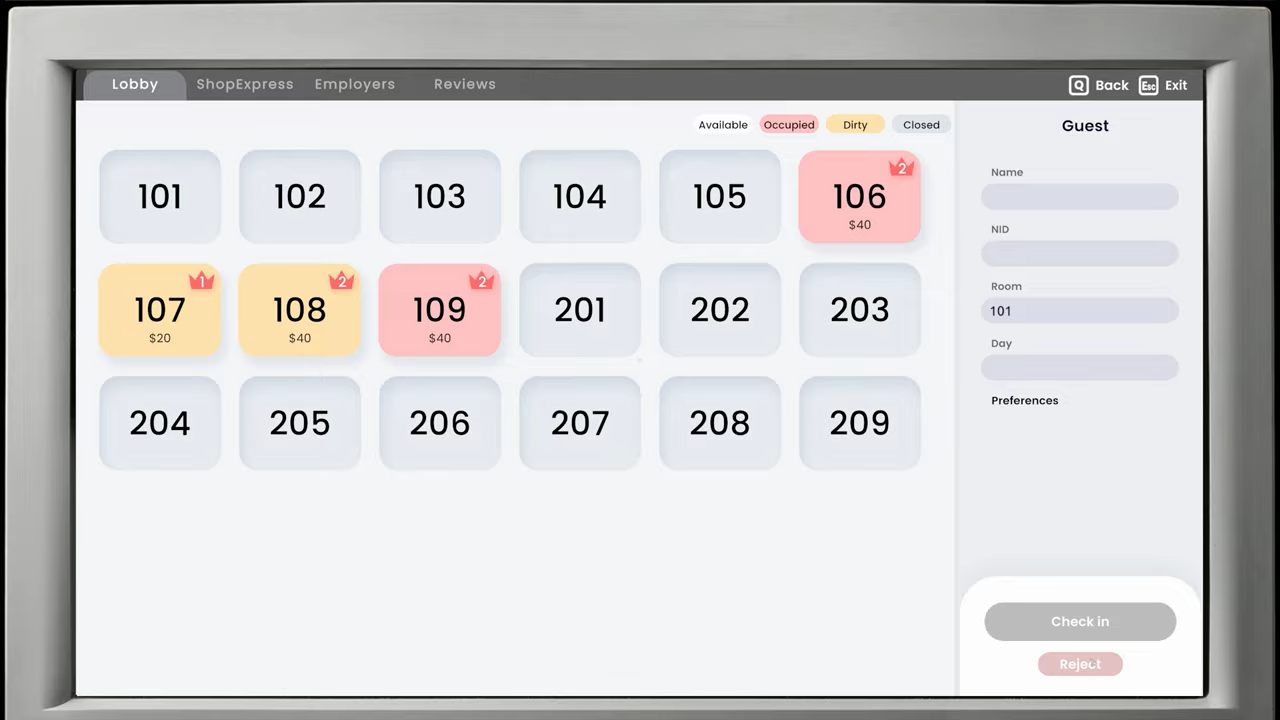 Lobby ShopExpress Employers Reviews Q Back Esc Exit
Available Occupied Dirty Closed
Guest
101 102 103 104 105 106
2
$40
107 108 109 201 202 203
1 2 2
$20 $40 $40
204 205 206 207 208 209
Name
NID
Room
101
Day
Preferences
Check in
Reject